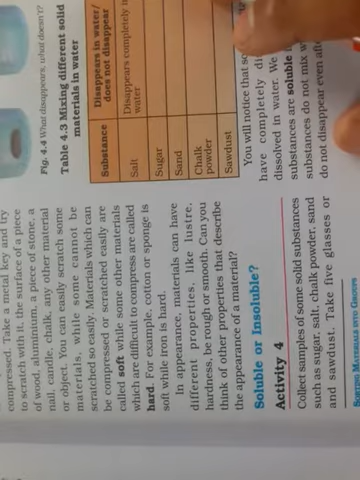 compressed. Take a metal key and try
to scratch with it, the surface of a piece
of wood, aluminium, a piece of stone, a
nail, candle, chalk, any other material
or object. You can easily scratch some
materials, while some cannot be
scratched so easily. Materials which can
be compressed or scratched easily are
called soft while some other materials
which are difficult to compress are called
hard. For example, cotton or sponge is
soft while iron is hard.
In appearance, materials can have
different properties, like lustre,
hardness, be rough or smooth. Can you
think of other properties that describe
the appearance of a material?
Soluble or Insoluble?
Activity 4
Collect samples of some solid substances
such as sugar, salt, chalk powder, sand
and sawdust. Take five glasses or
SORTING MATERIALS INTO GROUPS
Fig. 4.4 What disappears, what doesn't?
Table 4.3 Mixing different solid
materials in water
Substance
Disappears in water/
does not disappear
Salt
Disappears completely in
water
Sugar
Sand
Chalk
powder
Sawdust
You will notice that
have completely
dissolved in water. We
substances are soluble
substances do not mix
do not disappear even